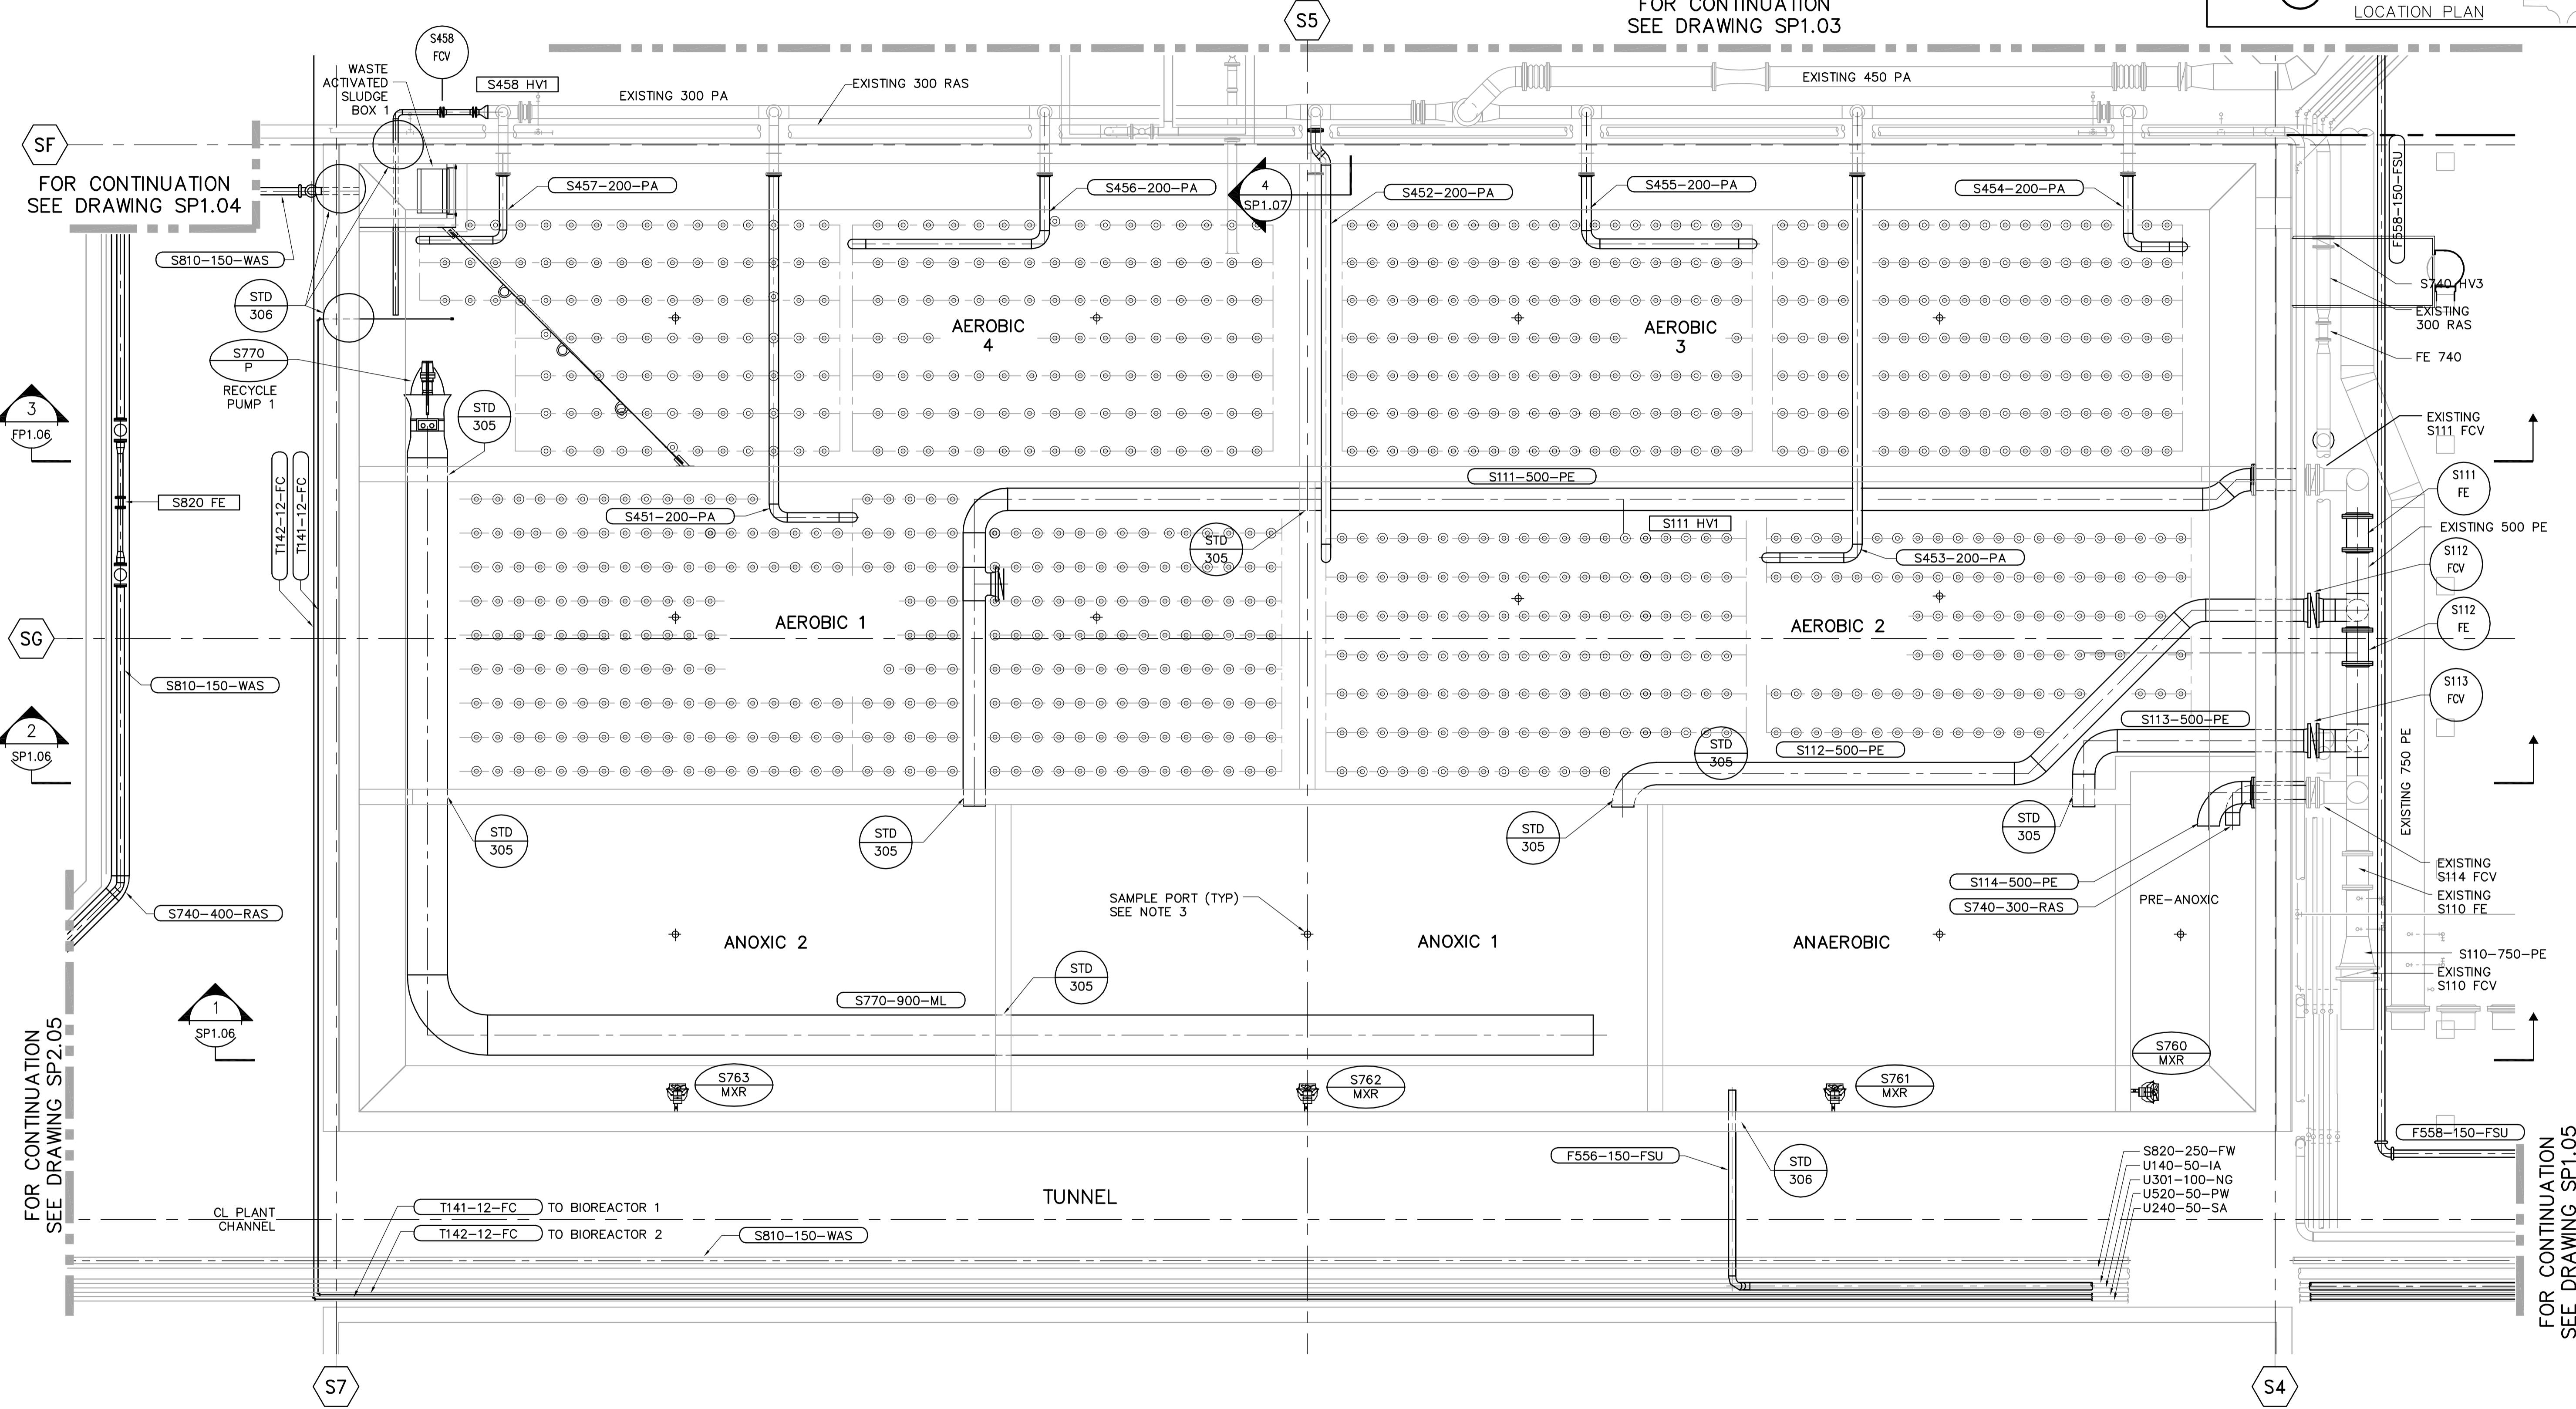 FOR CONTINUATION
SEE DRAWING SP1.03
LOCATION PLAN
S5
S458
FCV
WASTE
ACTIVATED
SLUDGE
BOX 1
S458 HV1
EXISTING 300 PA
EXISTING 300 RAS
EXISTING 450 PA
SF
FOR CONTINUATION
SEE DRAWING SP1.04
S457-200-PA
S456-200-PA
4
SP1.07
S452-200-PA
S455-200-PA
S454-200-PA
F558-150-FSU
S810-150-WAS
STD
306
S740 HV3
EXISTING
300 RAS
FE 740
AEROBIC
4
AEROBIC
3
S770
P
RECYCLE
PUMP 1
STD
305
3
FP1.06
EXISTING
S111 FCV
S111-500-PE
S111
FE
S820 FE
T142-12-FC
T141-12-FC
S451-200-PA
STD
305
S111 HV1
EXISTING 500 PE
S453-200-PA
S112
FCV
AEROBIC 1
AEROBIC 2
S112
FE
SG
S810-150-WAS
S113
FCV
2
SP1.06
S113-500-PE
STD
305
S112-500-PE
EXISTING 750 PE
STD
305
STD
305
STD
305
STD
305
EXISTING
S114 FCV
S114-500-PE
S740-300-RAS
PRE-ANOXIC
EXISTING
S110 FE
S740-400-RAS
SAMPLE PORT (TYP)
SEE NOTE 3
ANOXIC 2
ANOXIC 1
ANAEROBIC
S110-750-PE
EXISTING
S110 FCV
STD
305
S770-900-ML
1
SP1.06
FOR CONTINUATION
SEE DRAWING SP2.05
S763
MXR
S762
MXR
S761
MXR
S760
MXR
F558-150-FSU
F556-150-FSU
STD
306
S820-250-FW
U140-50-IA
U301-100-NG
U520-50-PW
U240-50-SA
FOR CONTINUATION
SEE DRAWING SP1.05
TUNNEL
CL PLANT
CHANNEL
T141-12-FC TO BIOREACTOR 1
T142-12-FC TO BIOREACTOR 2
S810-150-WAS
S7
S4